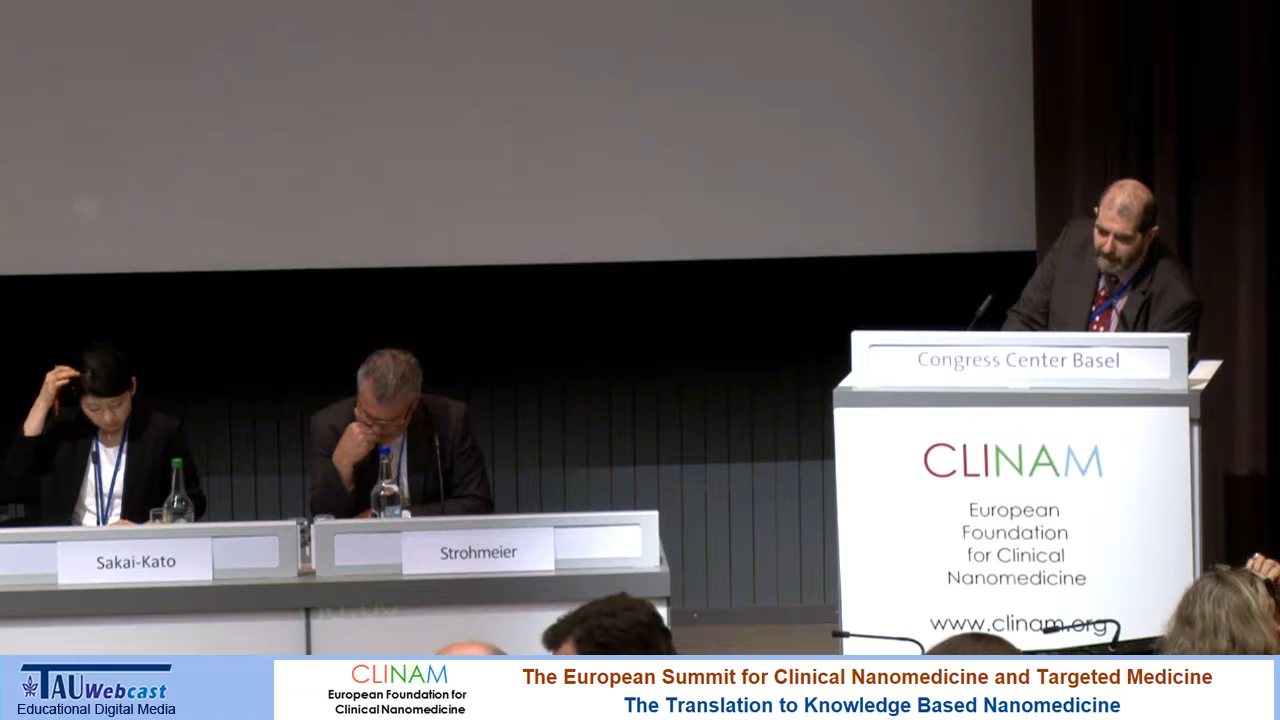 Congress Center Basel
CLINAM
European
Foundation
for Clinical
Nanomedicine
www.clinam.org
Sakai-Kato
Strohmeier
TAU Webcast
Educational Digital Media
CLINAM
European Foundation for
Clinical Nanomedicine
The European Summit for Clinical Nanomedicine and Targeted Medicine
The Translation to Knowledge Based Nanomedicine